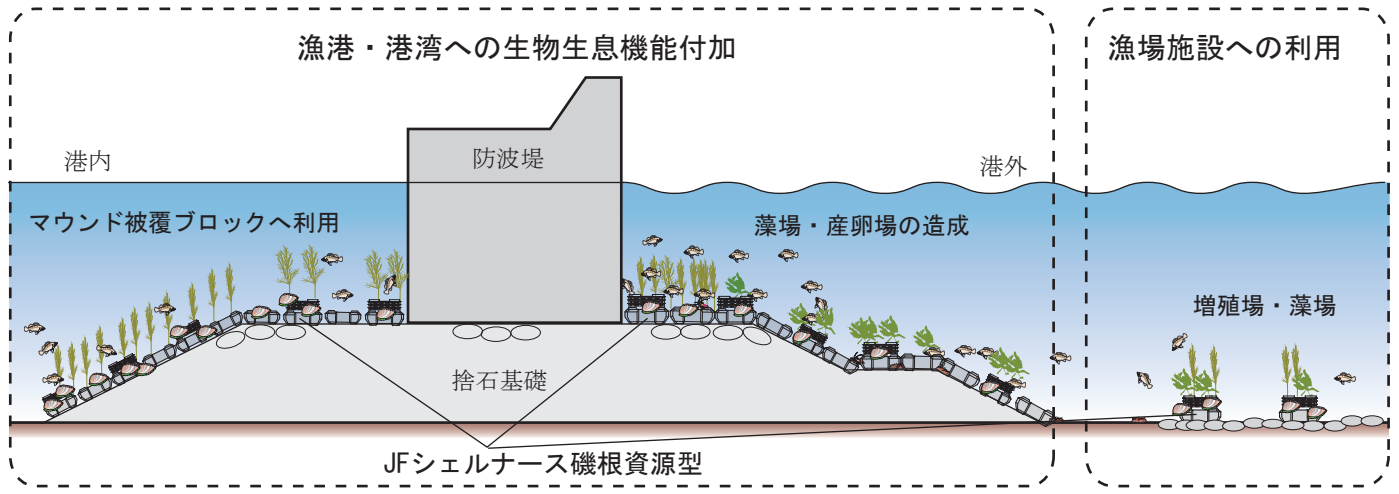 漁港・港湾への生物生息機能付加
漁場施設への利用
港内
防波堤
港外
マウンド被覆ブロックへ利用
藻場・産卵場の造成
増殖場・藻場
捨石基礎
JFシェルナース磯根資源型